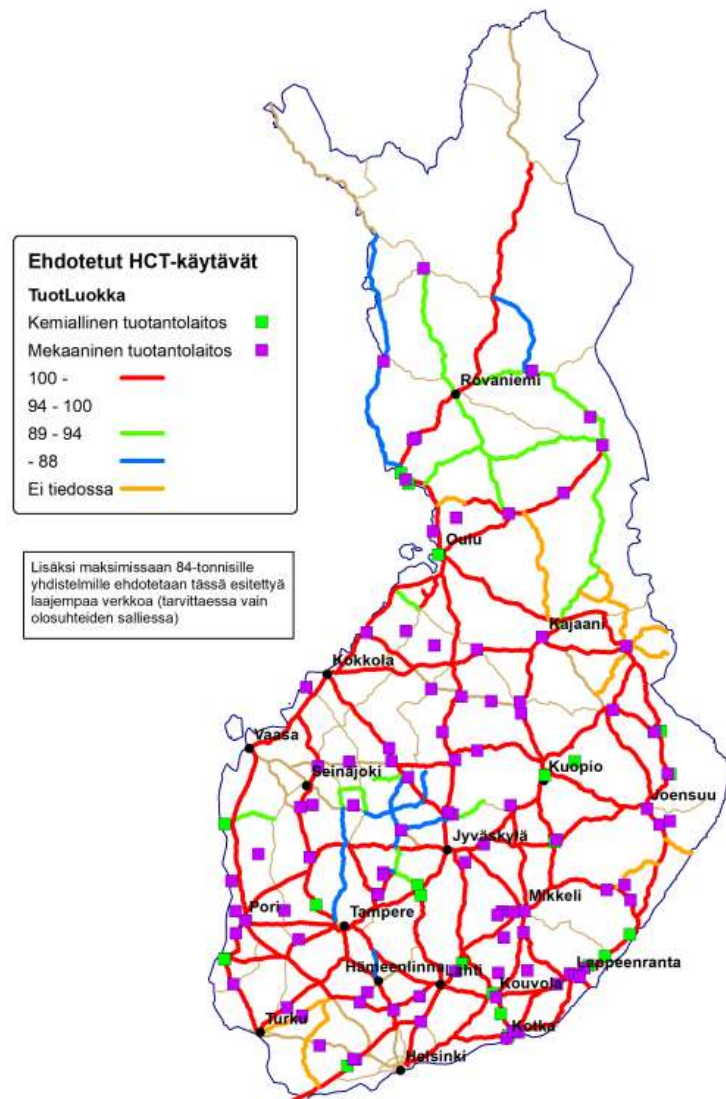 Ehdotetut HCT-käytävät
TuotLuokka
Kemiallinen tuotantolaitos
Mekaaninen tuotantolaitos
100 -
94 - 100
89 - 94
- 88
Ei tiedossa
Lisäksi maksimissaan 84-tonnisille
yhdistelmille ehdotetaan tässä esitettyä
laajempaa verkkoa (tarvittaessa vain
olosuhteiden salliessa)
Rovaniemi
Oulu
Kajaani
Kokkola
Vaasa
Seinäjoki
Kuopio
Joensuu
Jyväskylä
Mikkeli
Pori
Tampere
Hämeenlinna
Lahti
Lappeenranta
Kouvola
Turku
Kotka
Helsinki